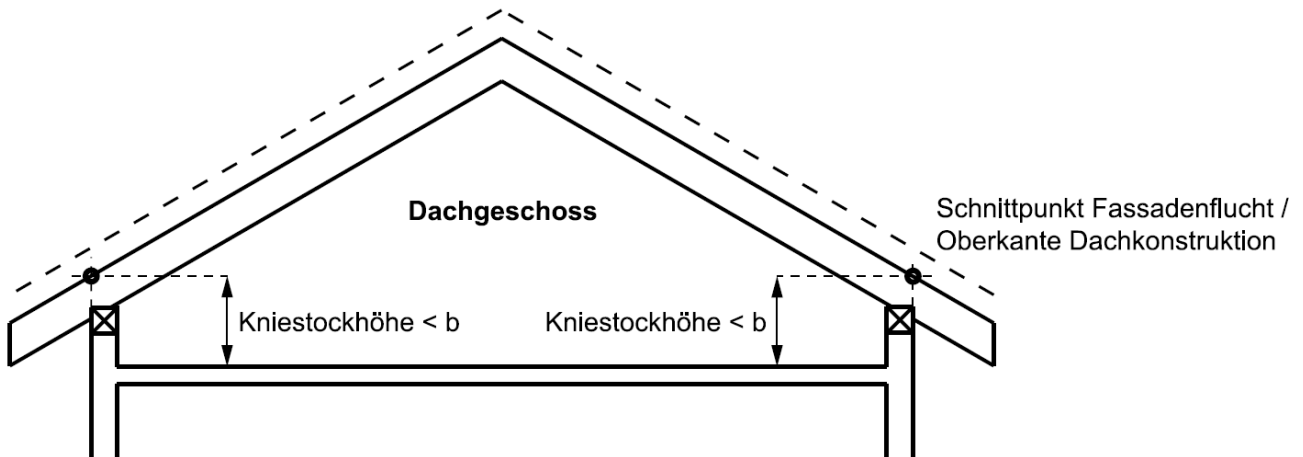 Dachgeschoss
Schnittpunkt Fassadenflucht /
Oberkante Dachkonstruktion
Kniestockhöhe < b
Kniestockhöhe < b